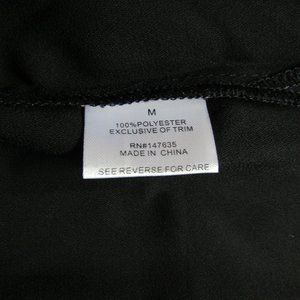 M
100%POLYESTER
EXCLUSIVE OF TRIM
RN#147635
MADE IN CHINA
SEE REVERSE FOR CARE